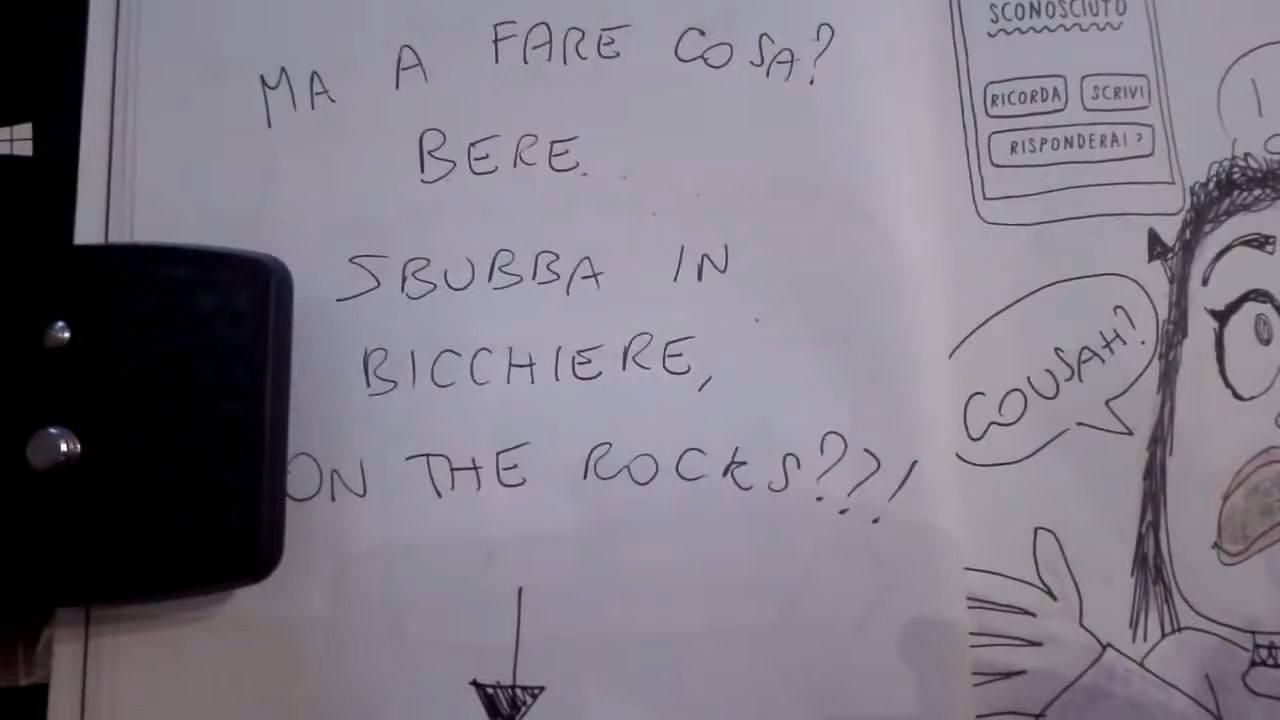 MA A FARE COSA?
BERE.
SBUBBA IN
BICCHIERE,
ON THE ROCKS???!
SCONOSCIUTO
RICORDA SCRIVI
RISPONDERAI?
COUSAH?